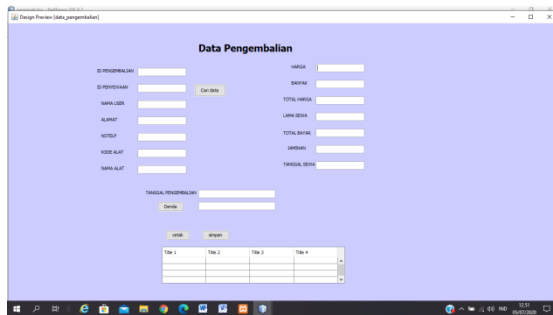 Design Preview [data_pengembalian]
Data Pengembalian
ID PENGEMBALIAN
ID PENYEWAAN
Cari data
NAMA USER
ALAMAT
NOTELP
KODE ALAT
NAMA ALAT
HARGA
BANYAK
TOTAL HARGA
LAMA SEWA
TOTAL BAYAR
JAMINAN
TANGGAL SEWA
TANGGAL PENGEMBALIAN
Denda
cetak
simpan
Title 1 Title 2 Title 3 Title 4
IND
12.51
05/07/2020